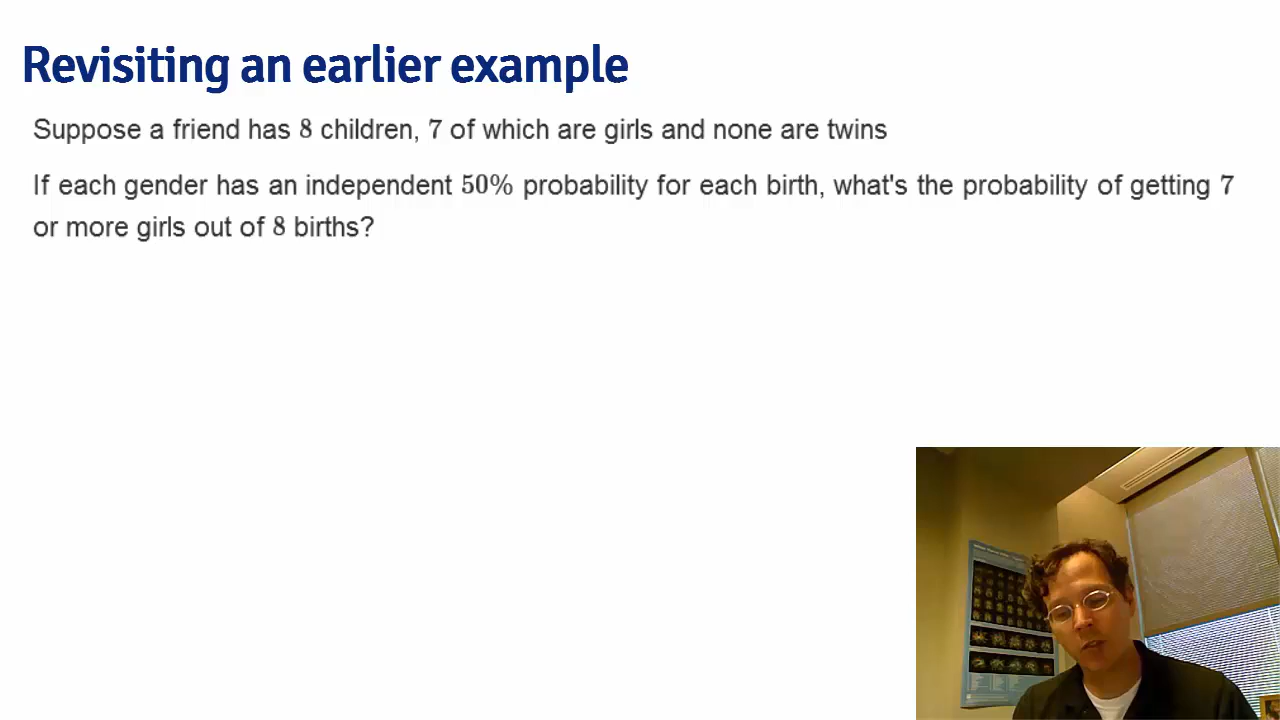 Revisiting an earlier example
Suppose a friend has 8 children, 7 of which are girls and none are twins
If each gender has an independent 50% probability for each birth, what's the probability of getting 7
or more girls out of 8 births?